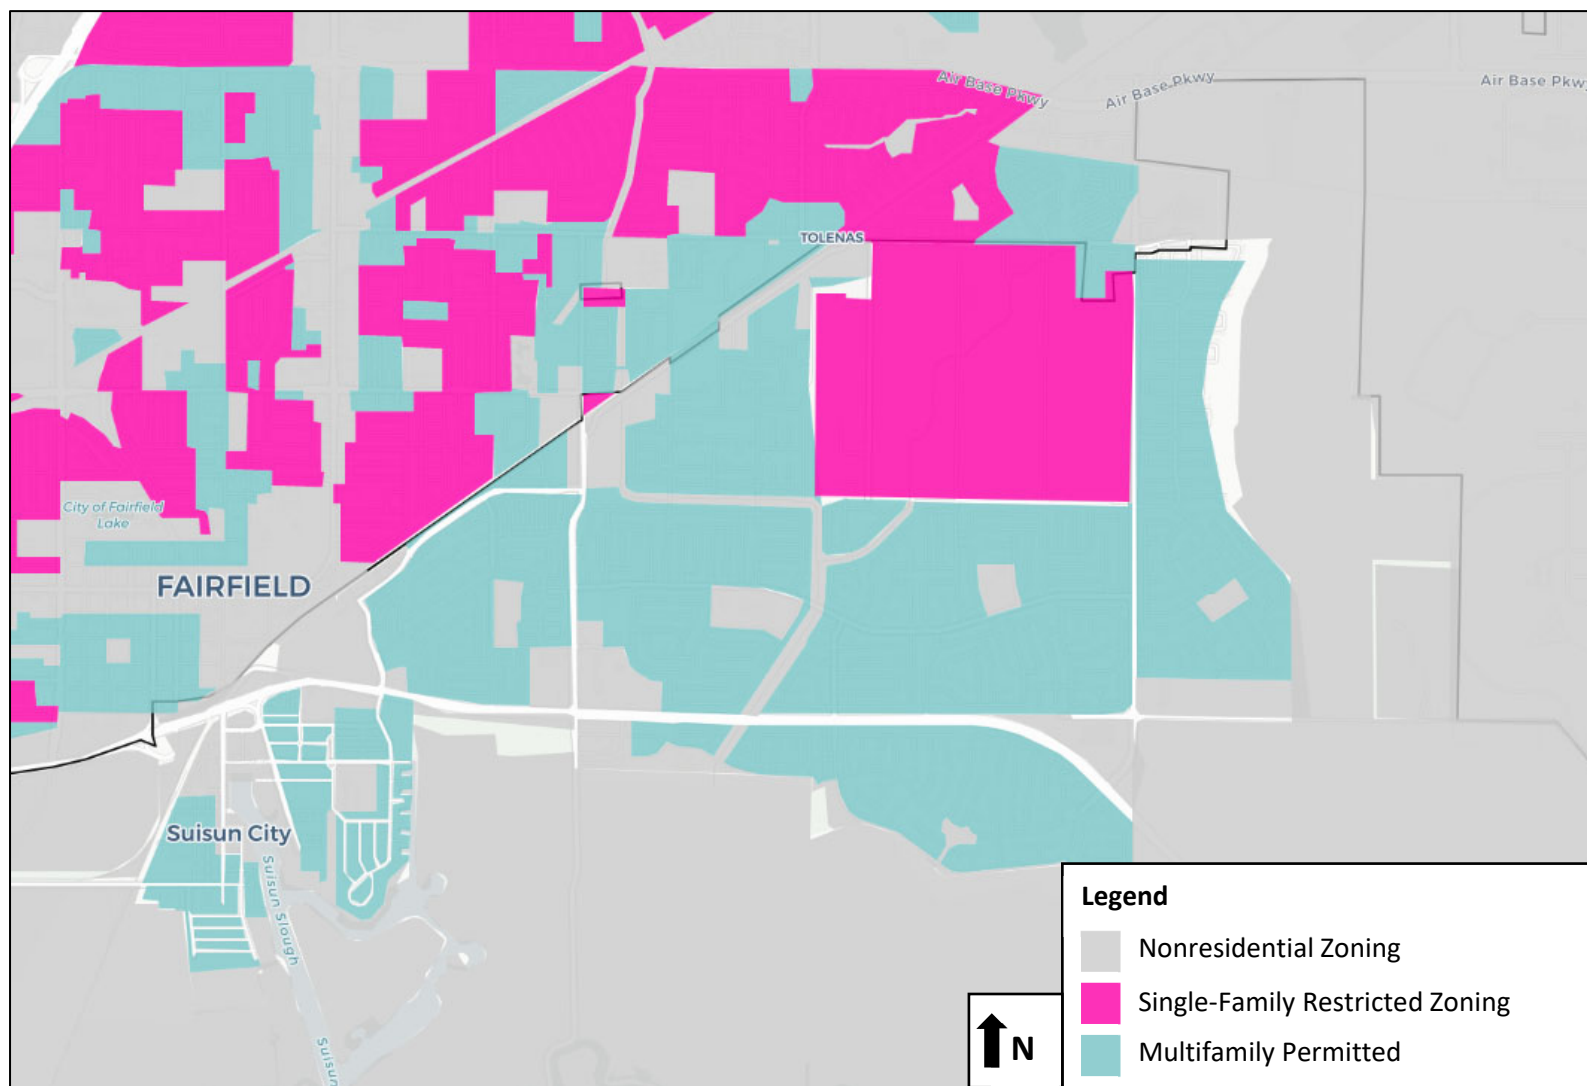 Air Base Pkwy
Air Base Pkwy
Air Base Pkwy
TOLENAS
City of Fairfield
Lake
FAIRFIELD
Suisun City
Suisun Slough
Suisun
Legend
Nonresidential Zoning
Single-Family Restricted Zoning
Multifamily Permitted
N